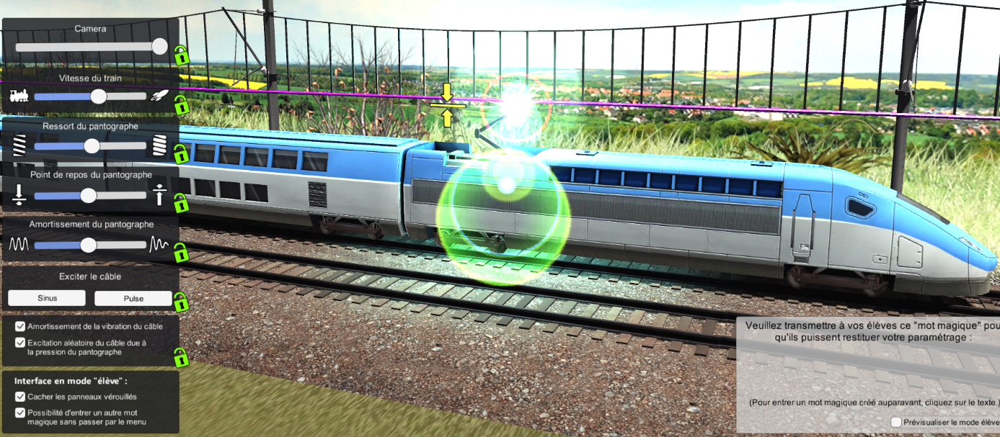 Camera
Vitesse du train
Ressort du pantographe
Point de repos du pantographe
Amortissement du pantographe
Exciter le câble
Sinus
Pulse
Amortissement de la vibration du câble
Excitation aléatoire du câble due à
la pression du pantographe
Interface en mode "élève" :
Cacher les panneaux vérouillés
Possibilité d'entrer un autre mot
magique sans passer par le menu
Veuillez transmettre à vos élèves ce "mot magique" pou
qu'ils puissent restituer votre paramétrage :
(Pour entrer un mot magique créé auparavant, cliquez sur le texte.)
Prévisualiser le mode élève